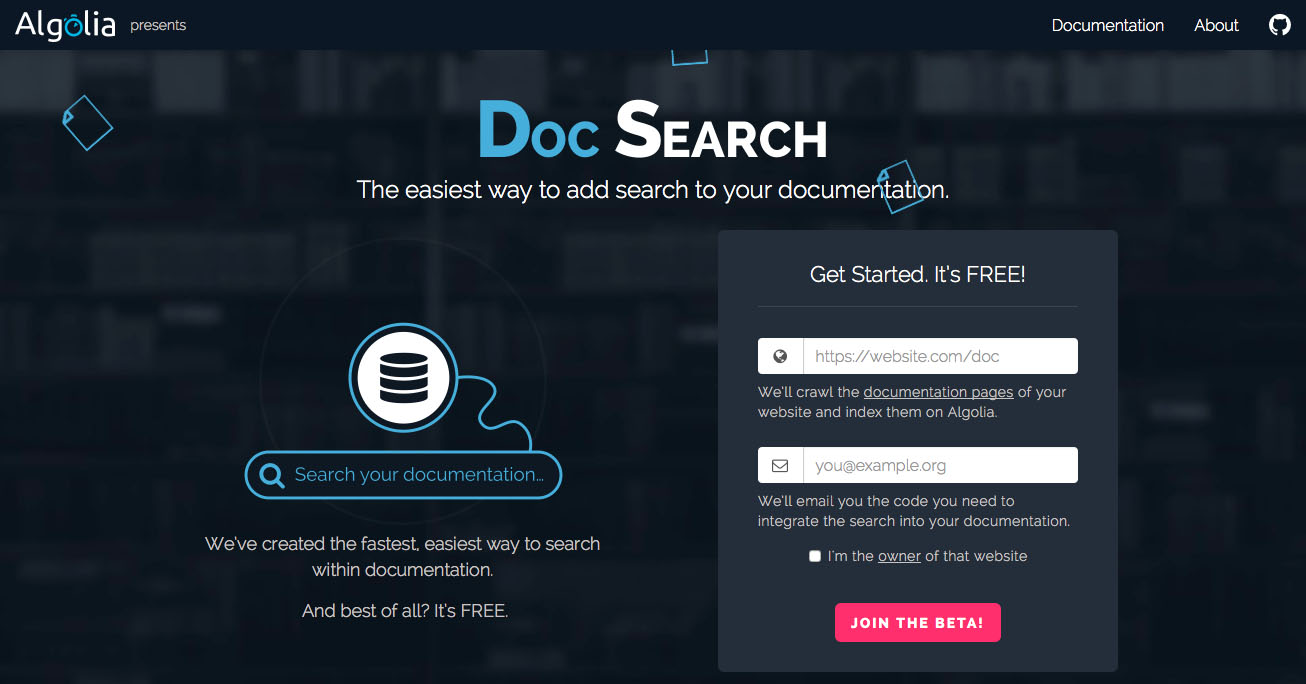 Algolia presents
Documentation
About
Doc Search
The easiest way to add search to your documentation.
Search your documentation...
We've created the fastest, easiest way to search
within documentation.
And best of all? It's FREE.
Get Started. It's FREE!
https://website.com/doc
We'll crawl the documentation pages of your
website and index them on Algolia.
you@example.org
We'll email you the code you need to
integrate the search into your documentation.
I'm the owner of that website
JOIN THE BETA!